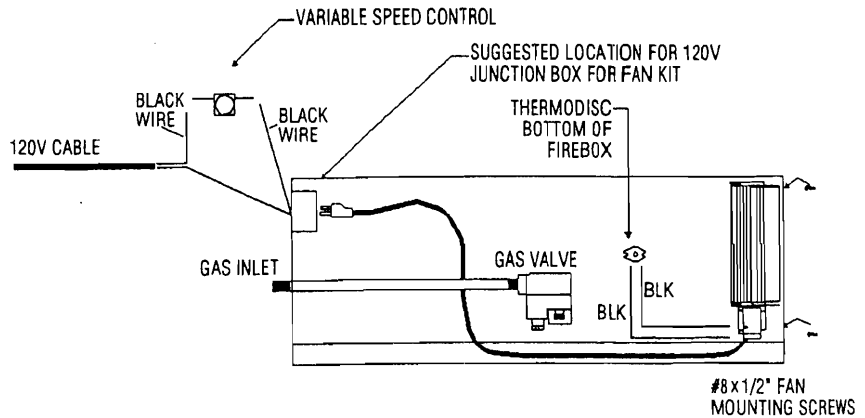 VARIABLE SPEED CONTROL
SUGGESTED LOCATION FOR 120V
JUNCTION BOX FOR FAN KIT
BLACK
WIRE
BLACK
WIRE
THERMODISC
BOTTOM OF
FIREBOX
120V CABLE
GAS INLET
GAS VALVE
BLK
BLK
#8 x 1/2" FAN
MOUNTING SCREWS